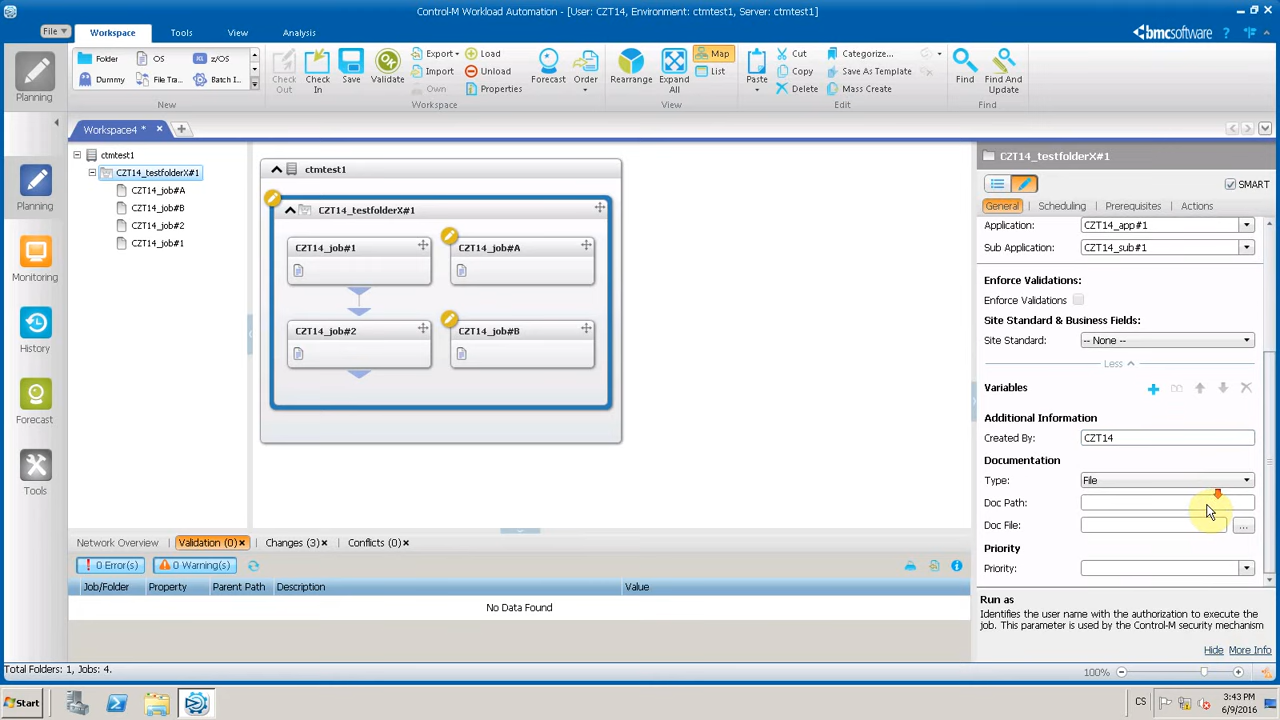 Control-M Workload Automation - [User: CZT14, Environment: ctmtest1, Server: ctmtest1]
File
Workspace
Tools
View
Analysis
bmcsoftware
Planning
Folder
OS
z/OS
Dummy
File Tra...
Batch I...
New
Check Out
Check In
Save
Validate
Export
Import
Own
Load
Unload
Properties
Workspace
Forecast
Order
Rearrange
Expand All
Map
List
View
Paste
Cut
Copy
Delete
Categorize...
Save As Template
Mass Create
Edit
Find
Find And Update
Find
Planning
Monitoring
History
Forecast
Tools
Workspace4 *
ctmtest1
CZT14_testfolderX#1
CZT14_job#A
CZT14_job#B
CZT14_job#2
CZT14_job#1
ctmtest1
CZT14_testfolderX#1
CZT14_job#1
CZT14_job#A
CZT14_job#2
CZT14_job#B
CZT14_testfolderX#1
SMART
General
Scheduling
Prerequisites
Actions
Application: CZT14_app#1
Sub Application: CZT14_sub#1
Enforce Validations:
Enforce Validations
Site Standard & Business Fields:
Site Standard: -- None --
Less
Variables
Additional Information
Created By: CZT14
Documentation
Type: File
Doc Path:
Doc File: ...
Priority
Priority:
Run as
Identifies the user name with the authorization to execute the
job. This parameter is used by the Control-M security mechanism
Hide More Info
Network Overview
Validation (0)
Changes (3)
Conflicts (0)
0 Error(s)
0 Warning(s)
Job/Folder
Property
Parent Path
Description
Value
No Data Found
Total Folders: 1, Jobs: 4.
100%
Start
CS
3:43 PM
6/9/2016